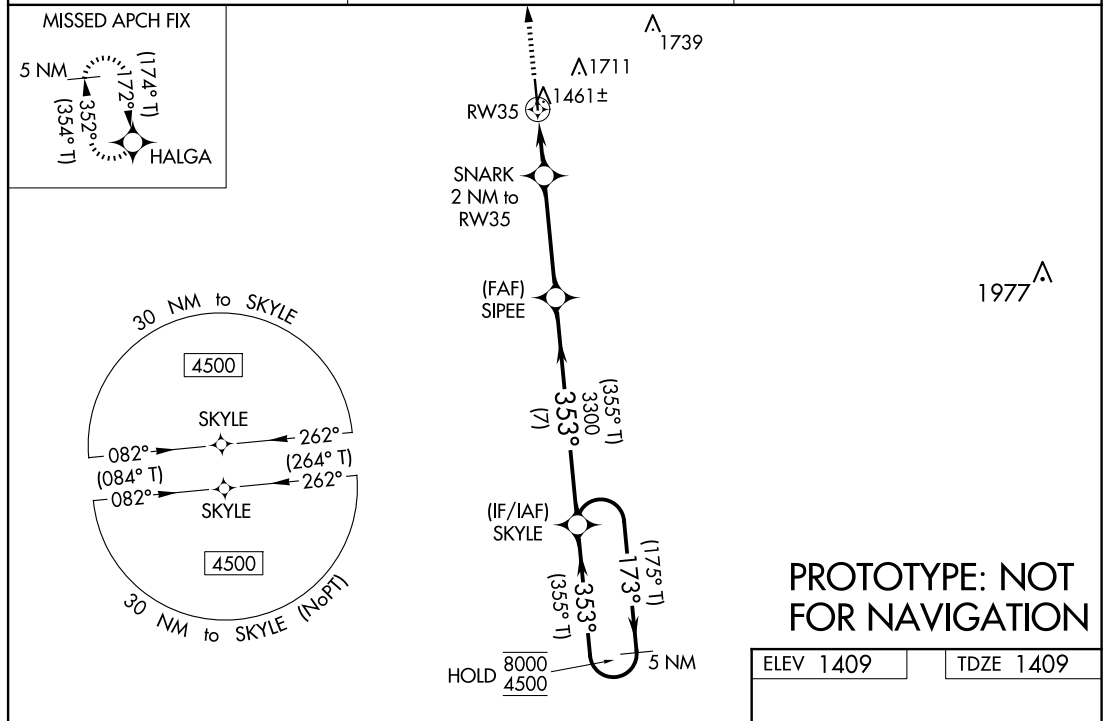 MISSED APCH FIX
5 NM
(174° T)
172°
352°
(354° T)
HALGA
1739
1711
1461±
RW35
SNARK
2 NM to
RW35
(FAF)
SIPEE
1977
30 NM to SKYLE
4500
SKYLE
082°
262°
(084° T)
(264° T)
082°
262°
SKYLE
4500
30 NM to SKYLE (NoPT)
(355° T)
3300
353°
(7)
(IF/IAF)
SKYLE
(175° T)
173°
353°
(355° T)
HOLD 8000
4500
5 NM
PROTOTYPE: NOT
FOR NAVIGATION
ELEV 1409
TDZE 1409